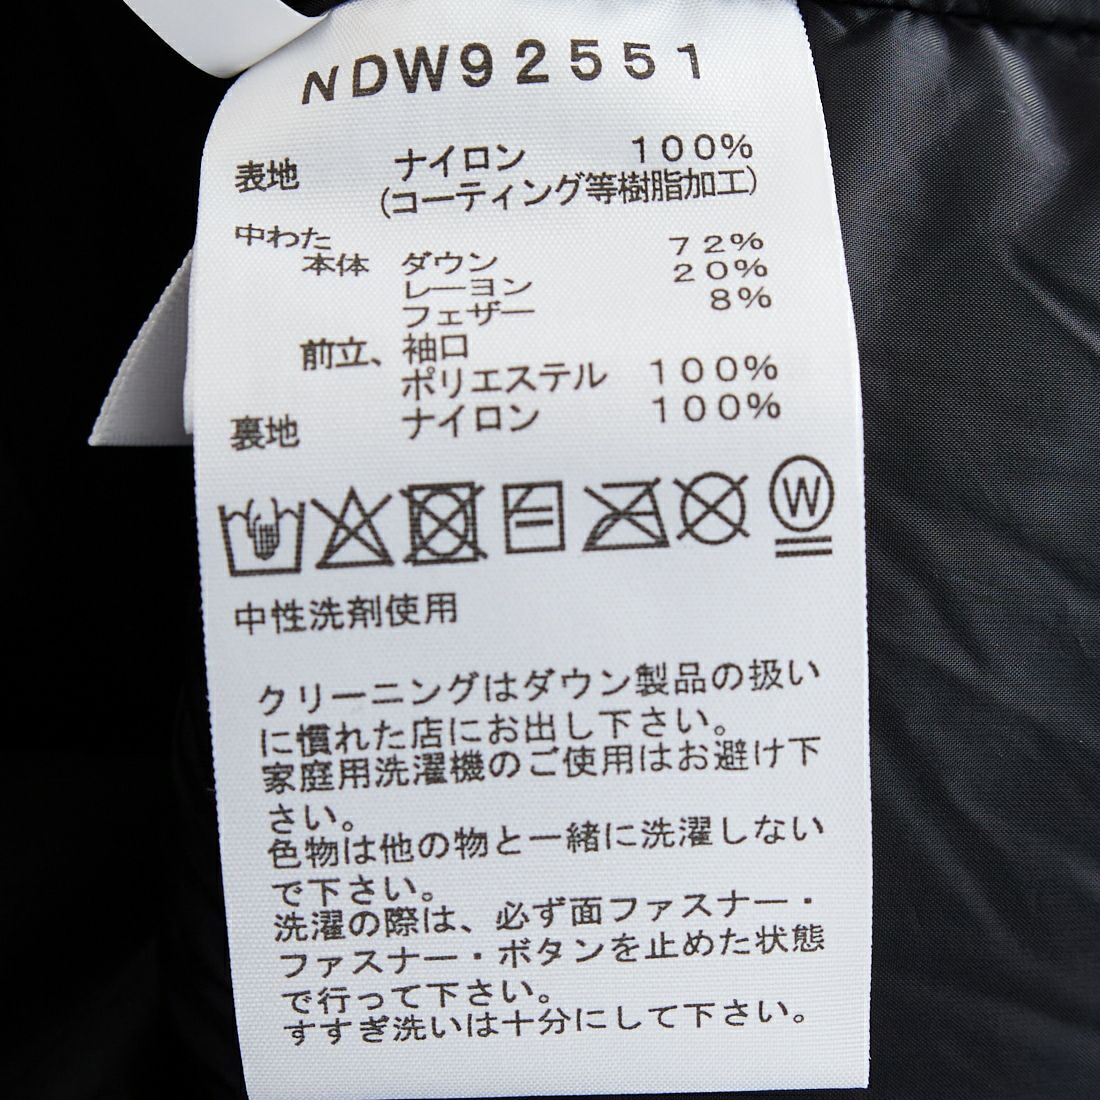 NDW92551
表地 ナイロン 100%
(コーティング等樹脂加工)
中わた
本体 ダウン 72%
レーヨン 20%
フェザー 8%
前立、袖口
ポリエステル 100%
裏地 ナイロン 100%
W
中性洗剤使用
クリーニングはダウン製品の扱い
に慣れた店にお出し下さい。
家庭用洗濯機のご使用はお避け下
さい。
色物は他の物と一緒に洗濯しない
で下さい。
洗濯の際は、必ず面ファスナー・
ファスナー・ボタンを止めた状態
で行って下さい。
すすぎ洗いは十分にして下さい。